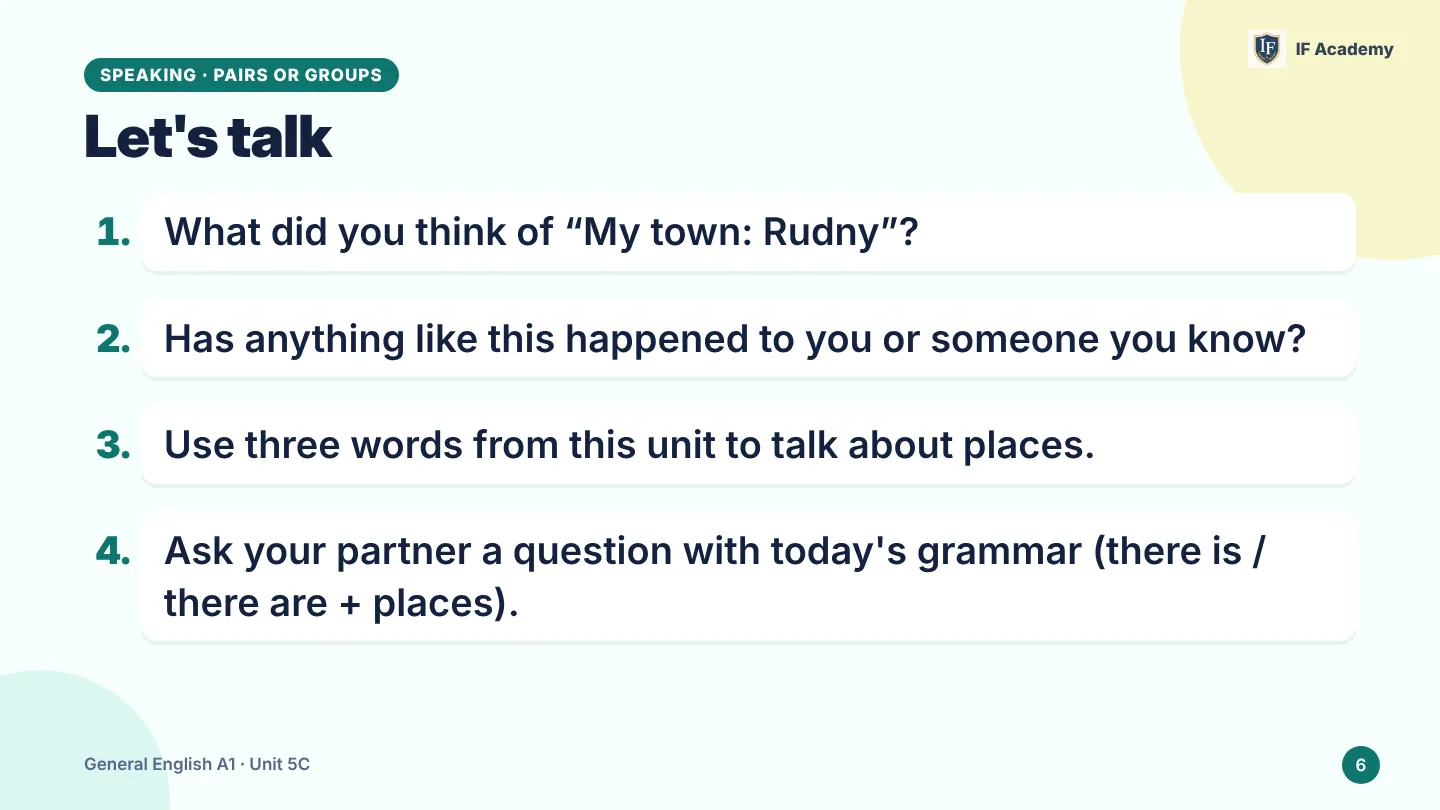 IF Academy
SPEAKING · PAIRS OR GROUPS
Let's talk
1. What did you think of “My town: Rudny”?
2. Has anything like this happened to you or someone you know?
3. Use three words from this unit to talk about places.
4. Ask your partner a question with today's grammar (there is /
there are + places).
General English A1 · Unit 5C
6